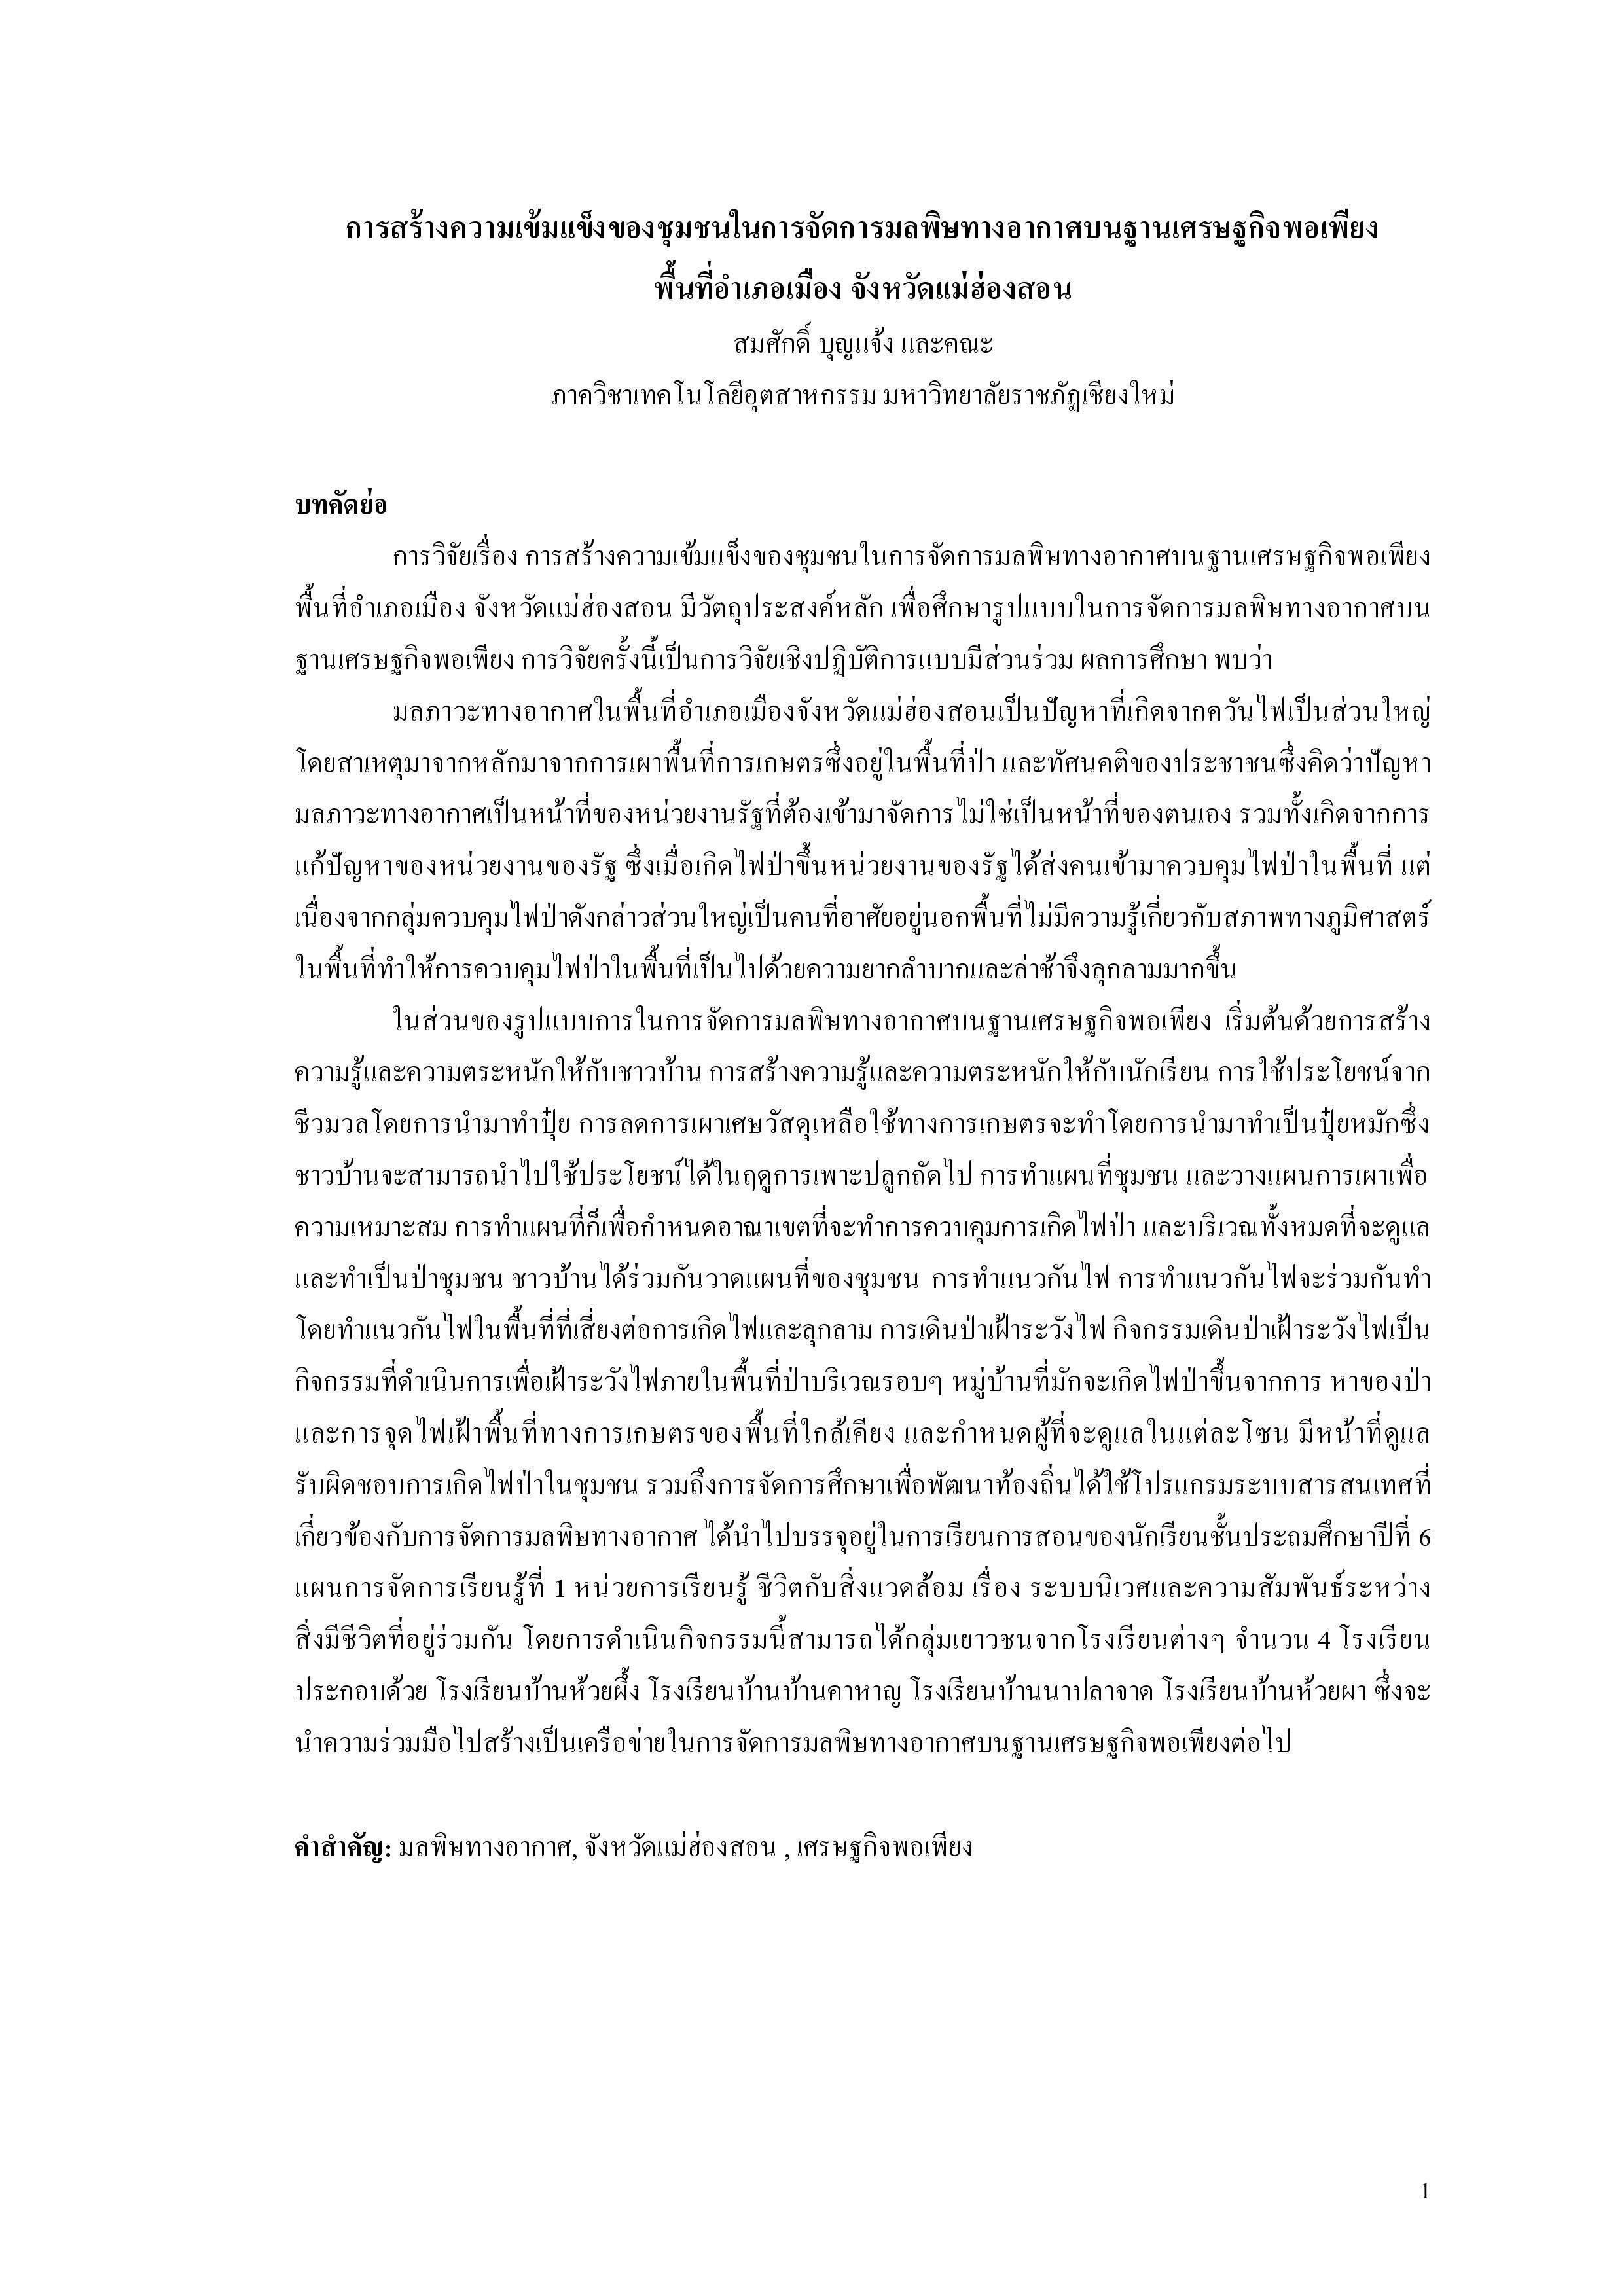 การสร้างความเข้มแข็งของชุมชนในการจัดการมลพิษทางอากาศบนฐานเศรษฐกิจพอเพียง
พื้นที่อำเภอเมือง จังหวัดแม่ฮ่องสอน
สมศักดิ์ บุญแจ้ง และคณะ
ภาควิชาเทคโนโลยีอุตสาหกรรม มหาวิทยาลัยราชภัฏเชียงใหม่
บทคัดย่อ
การวิจัยเรื่อง การสร้างความเข้มแข็งของชุมชนในการจัดการมลพิษทางอากาศบนฐานเศรษฐกิจพอเพียง
พื้นที่อำเภอเมือง จังหวัดแม่ฮ่องสอน มีวัตถุประสงค์หลัก เพื่อศึกษารูปแบบในการจัดการมลพิษทางอากาศบน
ฐานเศรษฐกิจพอเพียง การวิจัยครั้งนี้เป็นการวิจัยเชิงปฏิบัติการแบบมีส่วนร่วม ผลการศึกษา พบว่า
มลภาวะทางอากาศในพื้นที่อำเภอเมืองจังหวัดแม่ฮ่องสอนเป็นปัญหาที่เกิดจากควันไฟเป็นส่วนใหญ่
โดยสาเหตุมาจากหลักมาจากการเผาพื้นที่การเกษตรซึ่งอยู่ในพื้นที่ป่า และทัศนคติของประชาชนซึ่งคิดว่าปัญหา
มลภาวะทางอากาศเป็นหน้าที่ของหน่วยงานรัฐที่ต้องเข้ามาจัดการไม่ใช่เป็นหน้าที่ของตนเอง รวมทั้งเกิดจากการ
แก้ปัญหาของหน่วยงานของรัฐ ซึ่งเมื่อเกิดไฟป่าขึ้นหน่วยงานของรัฐได้ส่งคนเข้ามาควบคุมไฟป่าในพื้นที่ แต่
เนื่องจากกลุ่มควบคุมไฟป่าดังกล่าวส่วนใหญ่เป็นคนที่อาศัยอยู่นอกพื้นที่ไม่มีความรู้เกี่ยวกับสภาพทางภูมิศาสตร์
ในพื้นที่ทำให้การควบคุมไฟป่าในพื้นที่เป็นไปด้วยความยากลำบากและล่าช้าจึงลุกลามมากขึ้น
ในส่วนของรูปแบบการในการจัดการมลพิษทางอากาศบนฐานเศรษฐกิจพอเพียง เริ่มต้นด้วยการสร้าง
ความรู้และความตระหนักให้กับชาวบ้าน การสร้างความรู้และความตระหนักให้กับนักเรียน การใช้ประโยชน์จาก
ชีวมวลโดยการนำมาทำปุ๋ย การลดการเผาเศษวัสดุเหลือใช้ทางการเกษตรจะทำโดยการนำมาทำเป็นปุ๋ยหมักซึ่ง
ชาวบ้านจะสามารถนำไปใช้ประโยชน์ได้ในฤดูการเพาะปลูกถัดไป การทำแผนที่ชุมชน และวางแผนการเผาเพื่อ
ความเหมาะสม การทำแผนที่ก็เพื่อกำหนดอาณาเขตที่จะทำการควบคุมการเกิดไฟป่า และบริเวณทั้งหมดที่จะดูแล
และทำเป็นป่าชุมชน ชาวบ้านได้ร่วมกันวาดแผนที่ของชุมชน การทำแนวกันไฟ การทำแนวกันไฟจะร่วมกันทำ
โดยทำแนวกันไฟในพื้นที่ที่เสี่ยงต่อการเกิดไฟและลุกลาม การเดินป่าเฝ้าระวังไฟ กิจกรรมเดินป่าเฝ้าระวังไฟเป็น
กิจกรรมที่ดำเนินการเพื่อเฝ้าระวังไฟภายในพื้นที่ป่าบริเวณรอบๆ หมู่บ้านที่มักจะเกิดไฟป่าขึ้นจากการ หาของป่า
และการจุดไฟเฝ้าพื้นที่ทางการเกษตรของพื้นที่ใกล้เคียง และกำหนดผู้ที่จะดูแลในแต่ละโซน มีหน้าที่ดูแล
รับผิดชอบการเกิดไฟป่าในชุมชน รวมถึงการจัดการศึกษาเพื่อพัฒนาท้องถิ่นได้ใช้โปรแกรมระบบสารสนเทศที่
เกี่ยวข้องกับการจัดการมลพิษทางอากาศ ได้นำไปบรรจุอยู่ในการเรียนการสอนของนักเรียนชั้นประถมศึกษาปีที่ 6
แผนการจัดการเรียนรู้ที่ 1 หน่วยการเรียนรู้ ชีวิตกับสิ่งแวดล้อม เรื่อง ระบบนิเวศและความสัมพันธ์ระหว่าง
สิ่งมีชีวิตที่อยู่ร่วมกัน โดยการดำเนินกิจกรรมนี้สามารถได้กลุ่มเยาวชนจากโรงเรียนต่างๆ จำนวน 4 โรงเรียน
ประกอบด้วย โรงเรียนบ้านห้วยผึ้ง โรงเรียนบ้านบ้านคาหาญ โรงเรียนบ้านนาปลาจาด โรงเรียนบ้านห้วยผา ซึ่งจะ
นำความร่วมมือไปสร้างเป็นเครือข่ายในการจัดการมลพิษทางอากาศบนฐานเศรษฐกิจพอเพียงต่อไป
คำสำคัญ: มลพิษทางอากาศ, จังหวัดแม่ฮ่องสอน , เศรษฐกิจพอเพียง
1